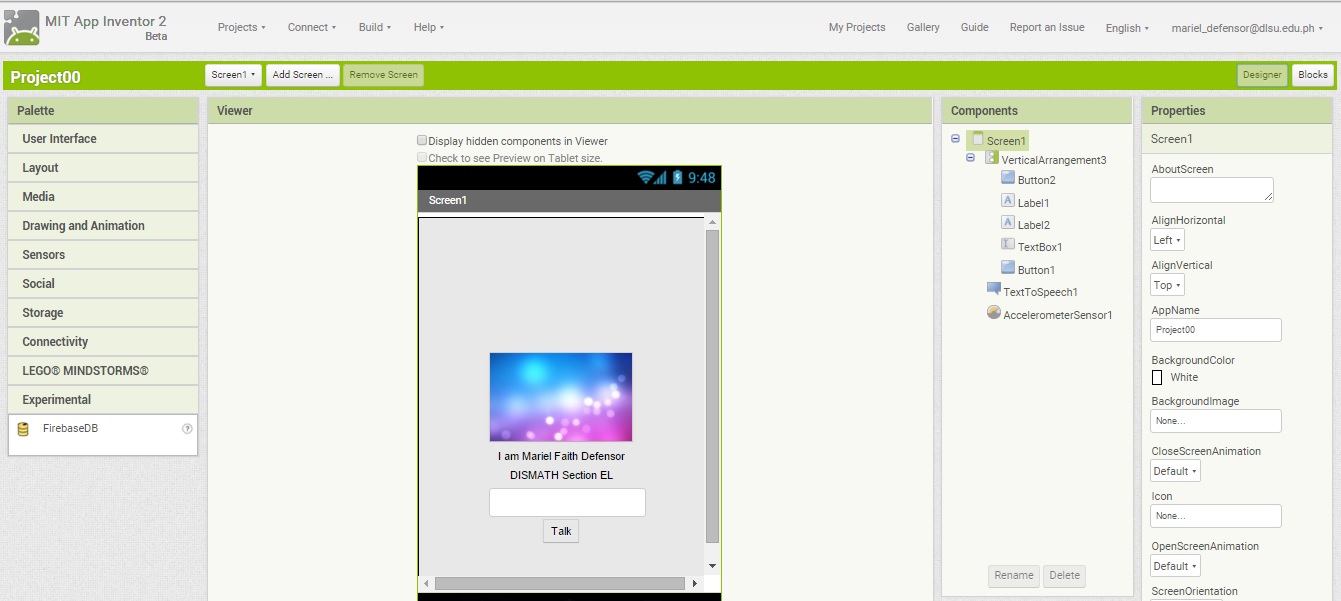 MIT App Inventor 2
Beta
Projects Connect Build Help
My Projects Gallery Guide Report an Issue English mariel_defensor@dlsu.edu.ph
Project00
Screen1 Add Screen ... Remove Screen
Designer Blocks
Palette
User Interface
Layout
Media
Drawing and Animation
Sensors
Social
Storage
Connectivity
LEGO® MINDSTORMS®
Experimental
FirebaseDB ?
Viewer
Display hidden components in Viewer
Check to see Preview on Tablet size.
9:48
Screen1
I am Mariel Faith Defensor
DISMATH Section EL
Talk
Components
Screen1
VerticalArrangement3
Button2
A Label1
A Label2
TextBox1
Button1
TextToSpeech1
AccelerometerSensor1
Rename Delete
Properties
Screen1
AboutScreen
AlignHorizontal
Left
AlignVertical
Top
AppName
Project00
BackgroundColor
White
BackgroundImage
None...
CloseScreenAnimation
Default
Icon
None...
OpenScreenAnimation
Default
ScreenOrientation